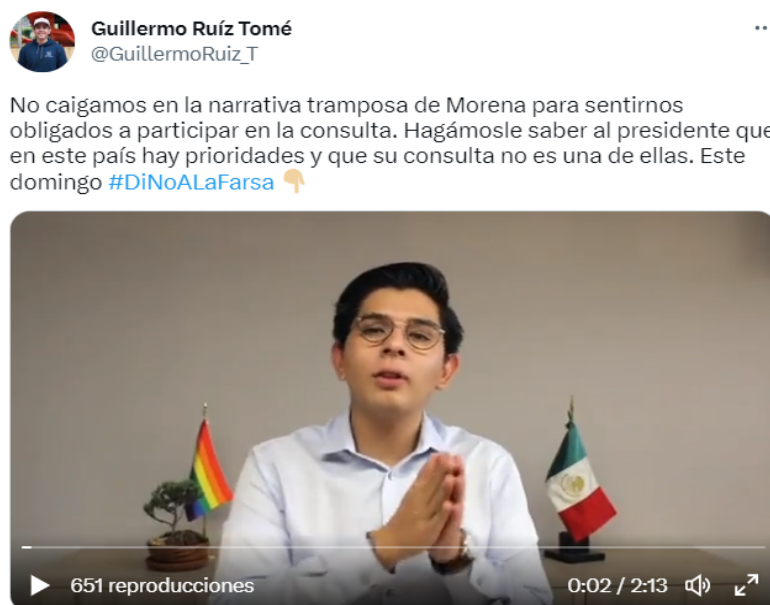 Guillermo Ruíz Tomé
@GuillermoRuiz_T
No caigamos en la narrativa tramposa de Morena para sentirnos
obligados a participar en la consulta. Hagámosle saber al presidente que
en este país hay prioridades y que su consulta no es una de ellas. Este
domingo #DiNoALaFarsa 👇
651 reproducciones
0:02 / 2:13